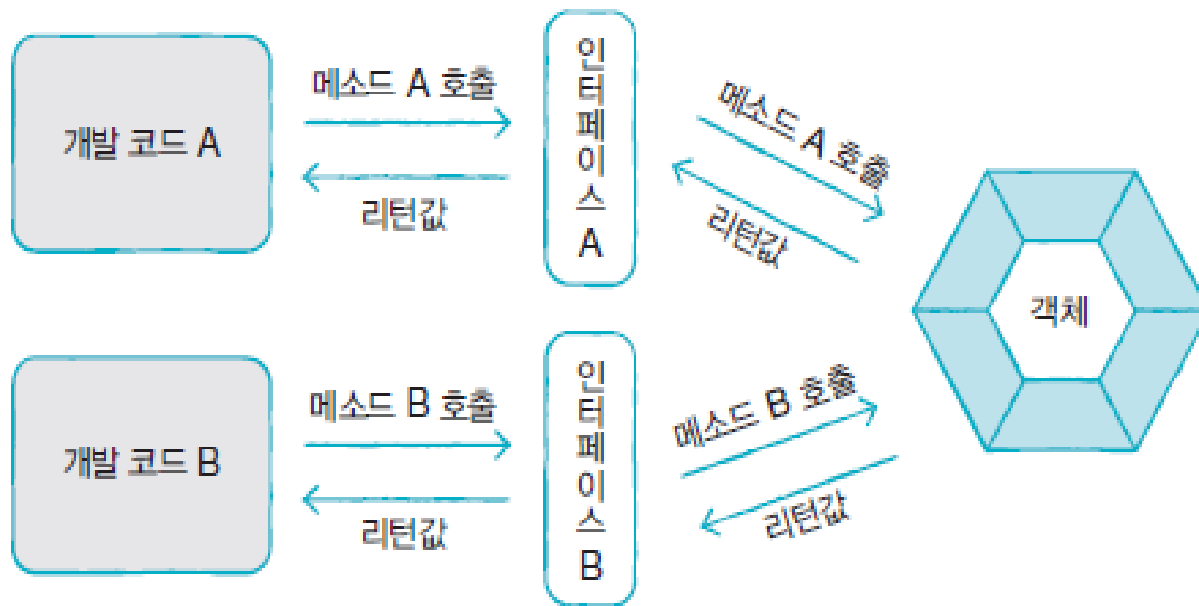 개발 코드 A
메소드 A 호출
리턴값
인터페이스 A
메소드 A 호출
리턴값
객체
개발 코드 B
메소드 B 호출
리턴값
인터페이스 B
메소드 B 호출
리턴값